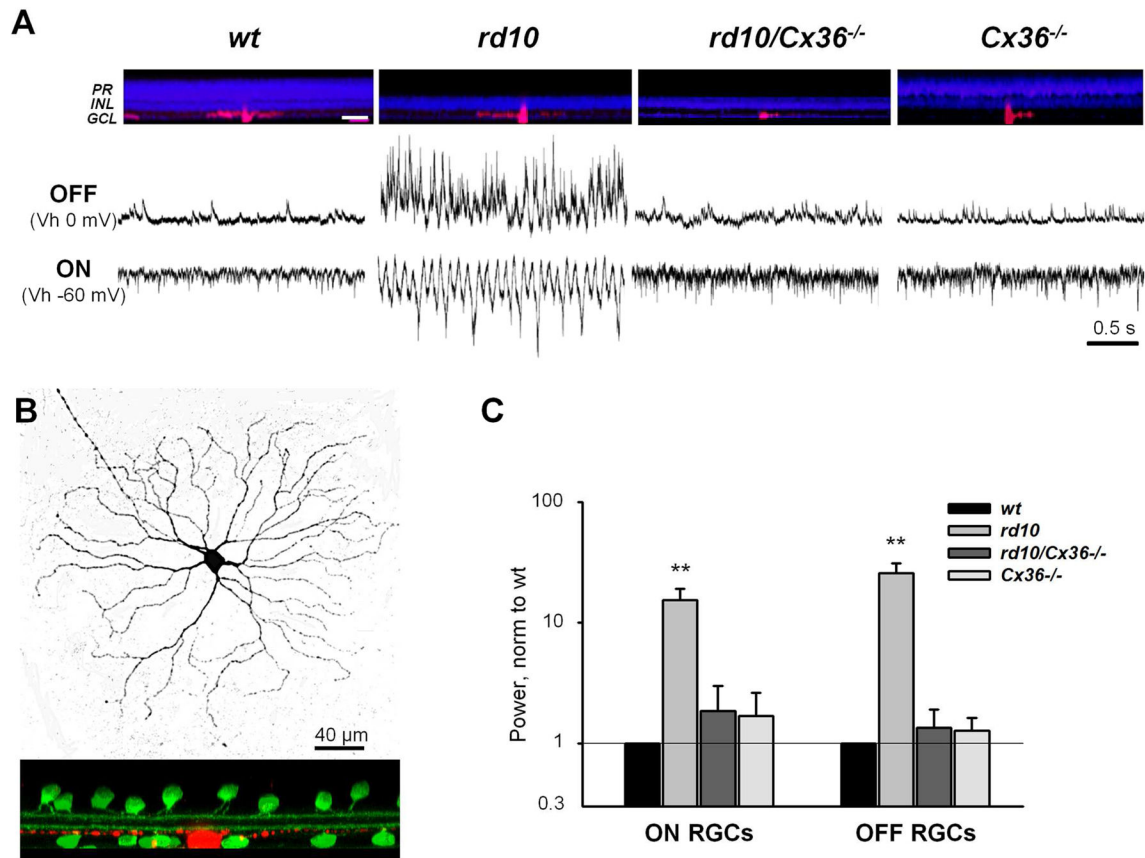 A
wt
rd10
rd10/Cx36-/-
Cx36-/-
PR
INL
GCL
OFF
(Vh 0 mV)
ON
(Vh -60 mV)
0.5 s
B
40 µm
C
Power, norm to wt
100
10
1
0.3
**
**
wt
rd10
rd10/Cx36-/-
Cx36-/-
ON RGCs
OFF RGCs